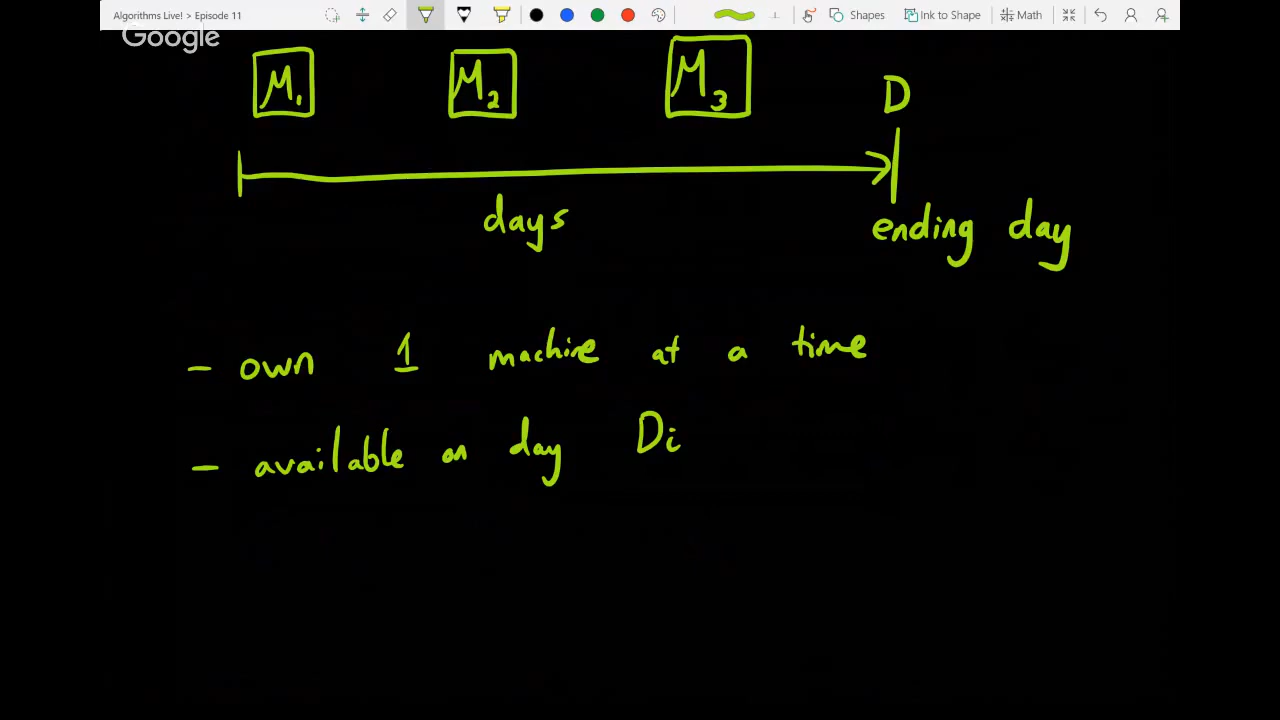 Algorithms Live! > Episode 11
Shapes
Ink to Shape
Math
Google
M1
M2
M3
D
days
ending day
- own 1 machine at a time
- available on day Di